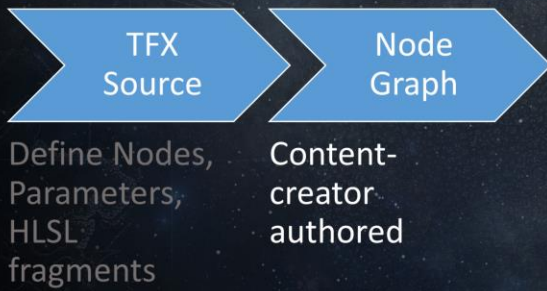 TFX
Source
Node
Graph
Define Nodes,
Parameters,
HLSL
fragments
Content-
creator
authored